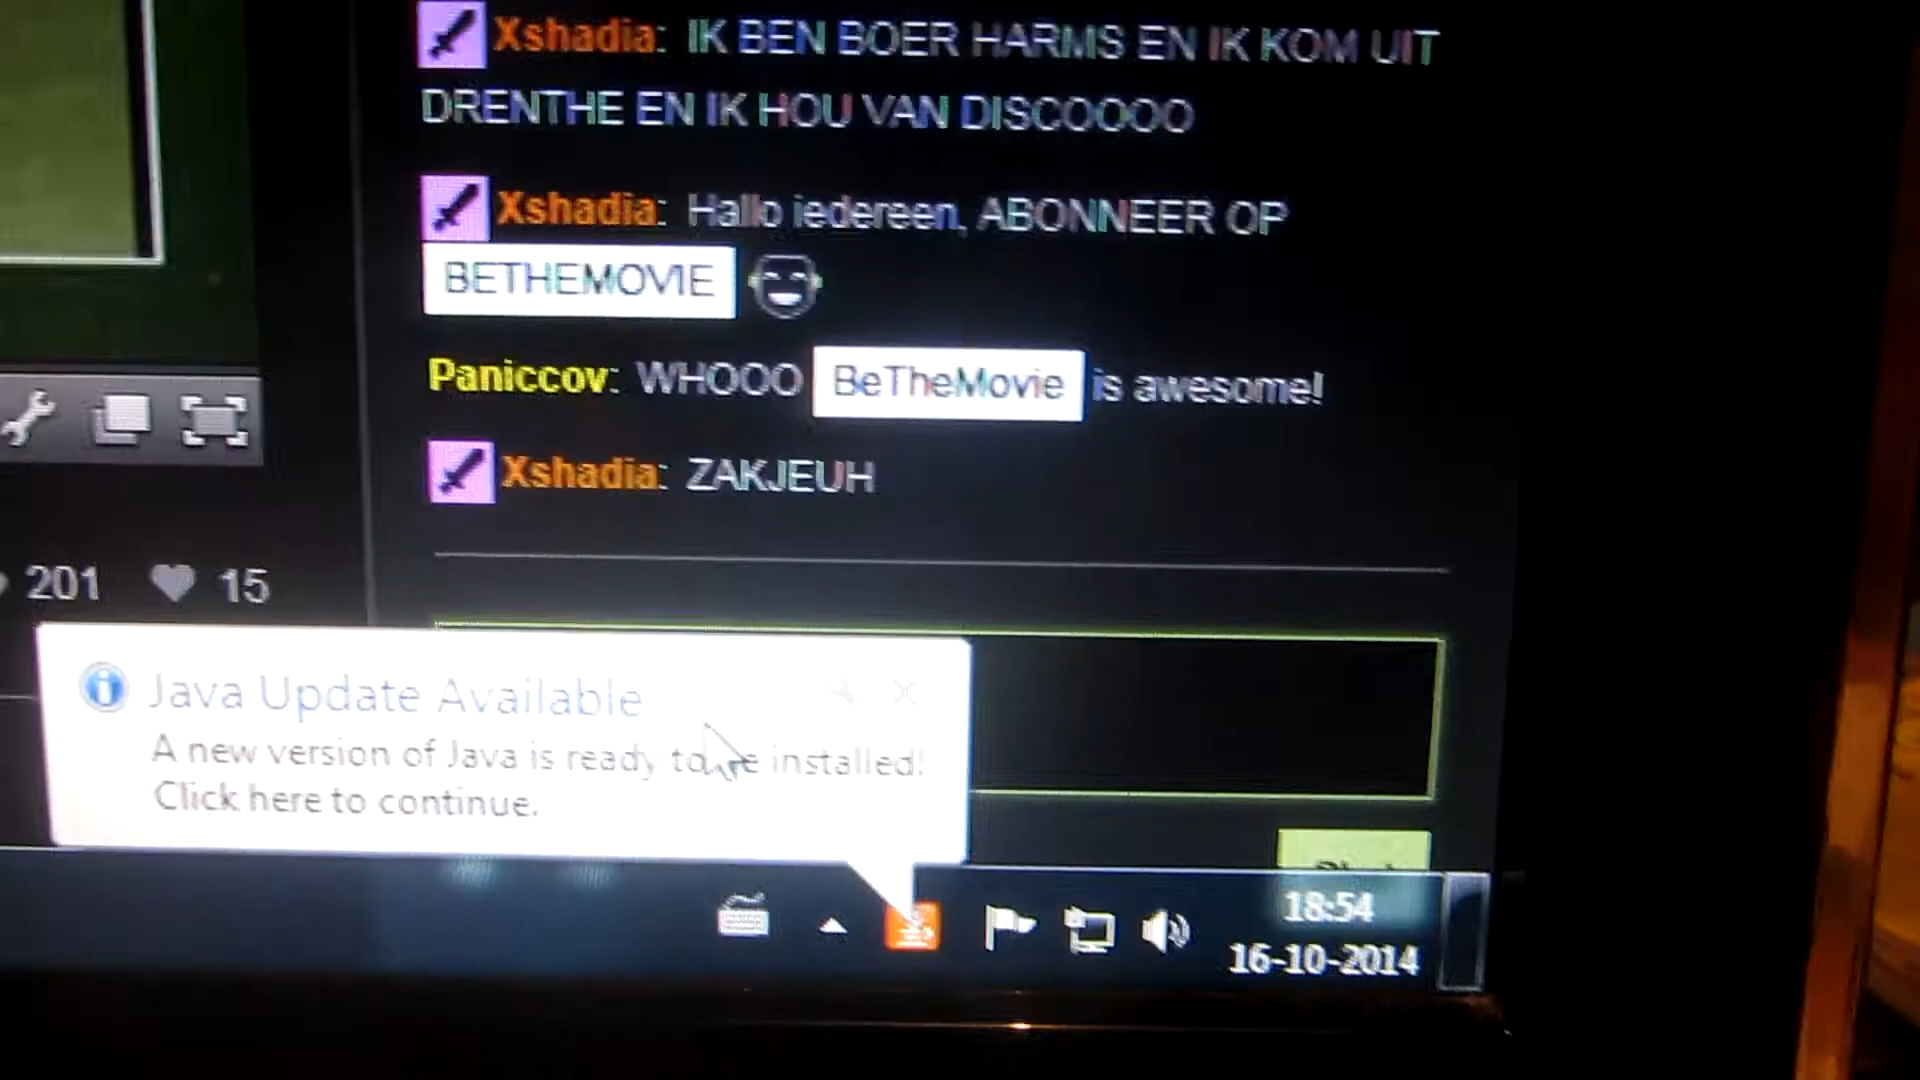 Xshadia: IK BEN BOER HARMS EN IK KOM UIT
DRENTHE EN IK HOU VAN DISCOOOO
Xshadia: Hallo iedereen, ABONNEER OP
BETHEMOVIE
Paniccov: WHOOO BeTheMovie is awesome!
Xshadia: ZAKJEUH
201 15
Java Update Available
A new version of Java is ready to be installed!
Click here to continue.
18:54
16-10-2014